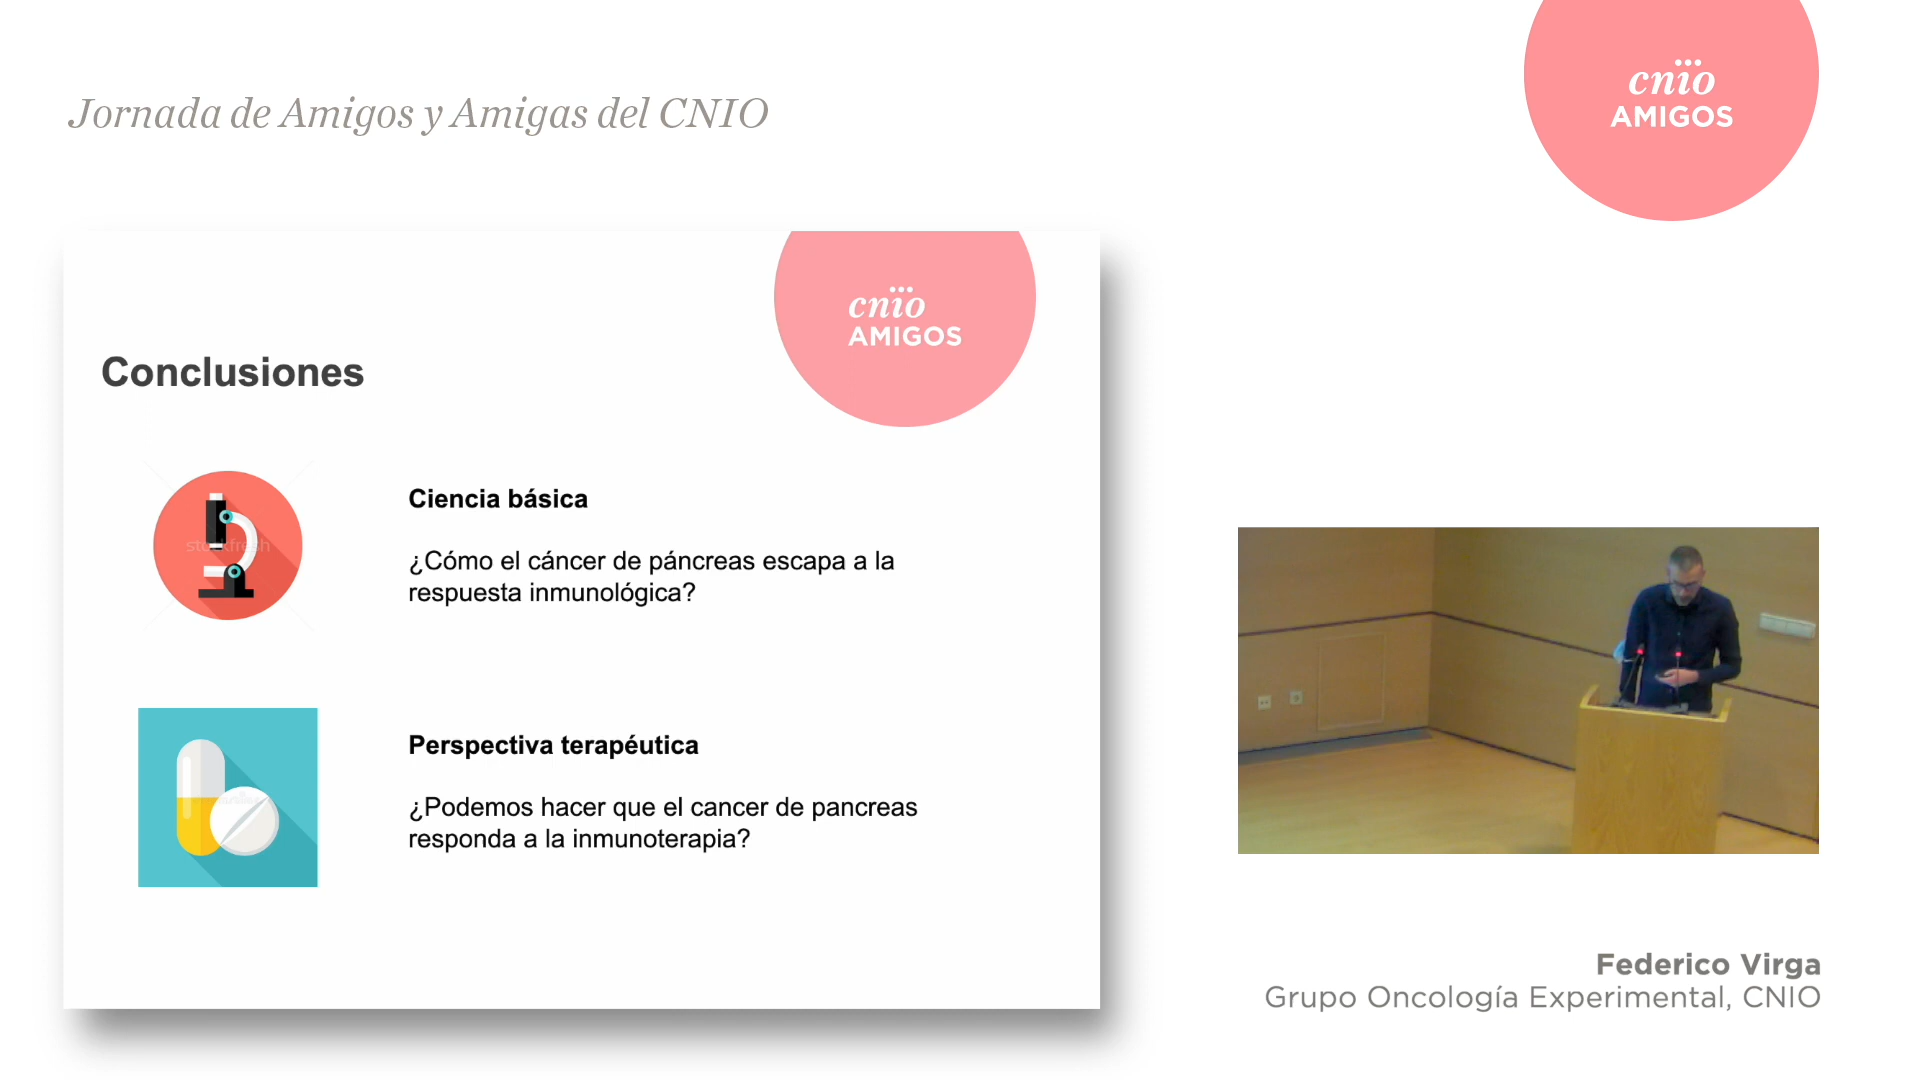 Jornada de Amigos y Amigas del CNIO
cnio
AMIGOS
cnio
AMIGOS
Conclusiones
Ciencia básica
stockfresh
¿Cómo el cáncer de páncreas escapa a la
respuesta inmunológica?
Perspectiva terapéutica
¿Podemos hacer que el cancer de pancreas
responda a la inmunoterapia?
Federico Virga
Grupo Oncología Experimental, CNIO